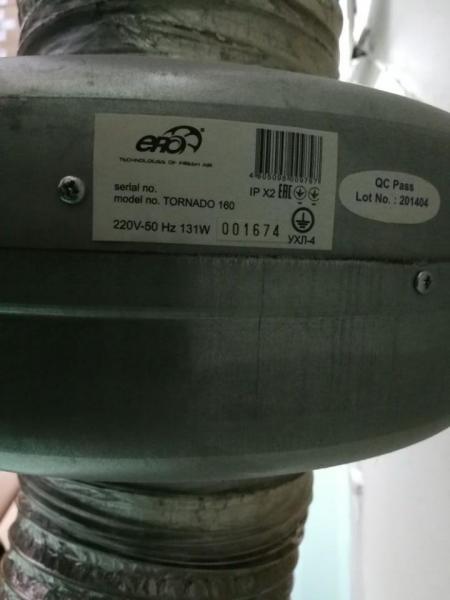 era
TECHNOLOGIES OF FRESH AIR
serial no.
model no. TORNADO 160
IP X2 EAC
220V-50 Hz 131W
001674
УХЛ-4
QC Pass
Lot No. : 201404